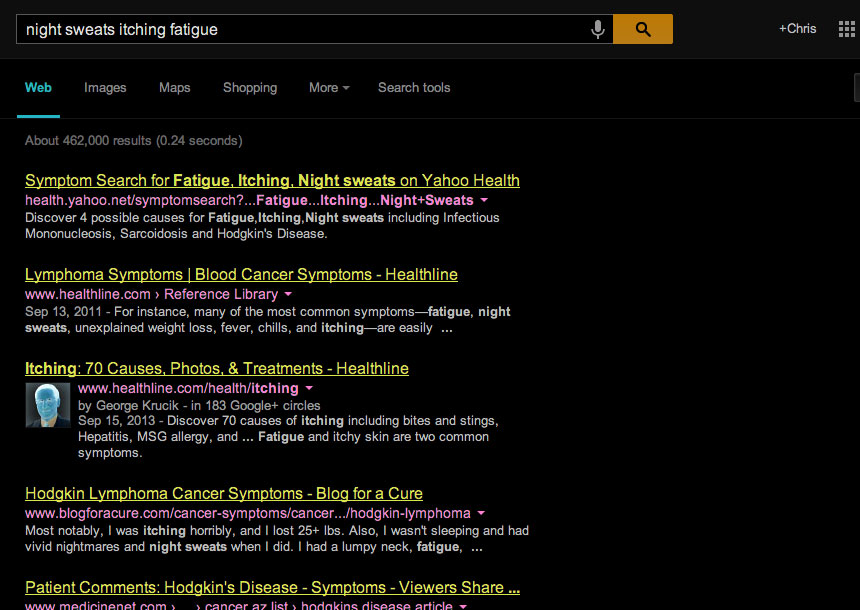 night sweats itching fatigue
+Chris
Web Images Maps Shopping More Search tools
About 462,000 results (0.24 seconds)
Symptom Search for Fatigue, Itching, Night sweats on Yahoo Health
health.yahoo.net/symptomsearch?...Fatigue...Itching...Night+Sweats
Discover 4 possible causes for Fatigue,Itching,Night sweats including Infectious
Mononucleosis, Sarcoidosis and Hodgkin's Disease.
Lymphoma Symptoms | Blood Cancer Symptoms - Healthline
www.healthline.com › Reference Library
Sep 13, 2011 - For instance, many of the most common symptoms—fatigue, night
sweats, unexplained weight loss, fever, chills, and itching—are easily ...
Itching: 70 Causes, Photos, & Treatments - Healthline
www.healthline.com/health/itching
by George Krucik - in 183 Google+ circles
Sep 15, 2013 - Discover 70 causes of itching including bites and stings,
Hepatitis, MSG allergy, and ... Fatigue and itchy skin are two common
symptoms.
Hodgkin Lymphoma Cancer Symptoms - Blog for a Cure
www.blogforacure.com/cancer-symptoms/cancer.../hodgkin-lymphoma
Most notably, I was itching horribly, and I lost 25+ lbs. Also, I wasn't sleeping and had
vivid nightmares and night sweats when I did. I had a lumpy neck, fatigue, ...
Patient Comments: Hodgkin's Disease - Symptoms - Viewers Share ...
www.medicinenet.com › ... › cancer az list › hodgkins disease article